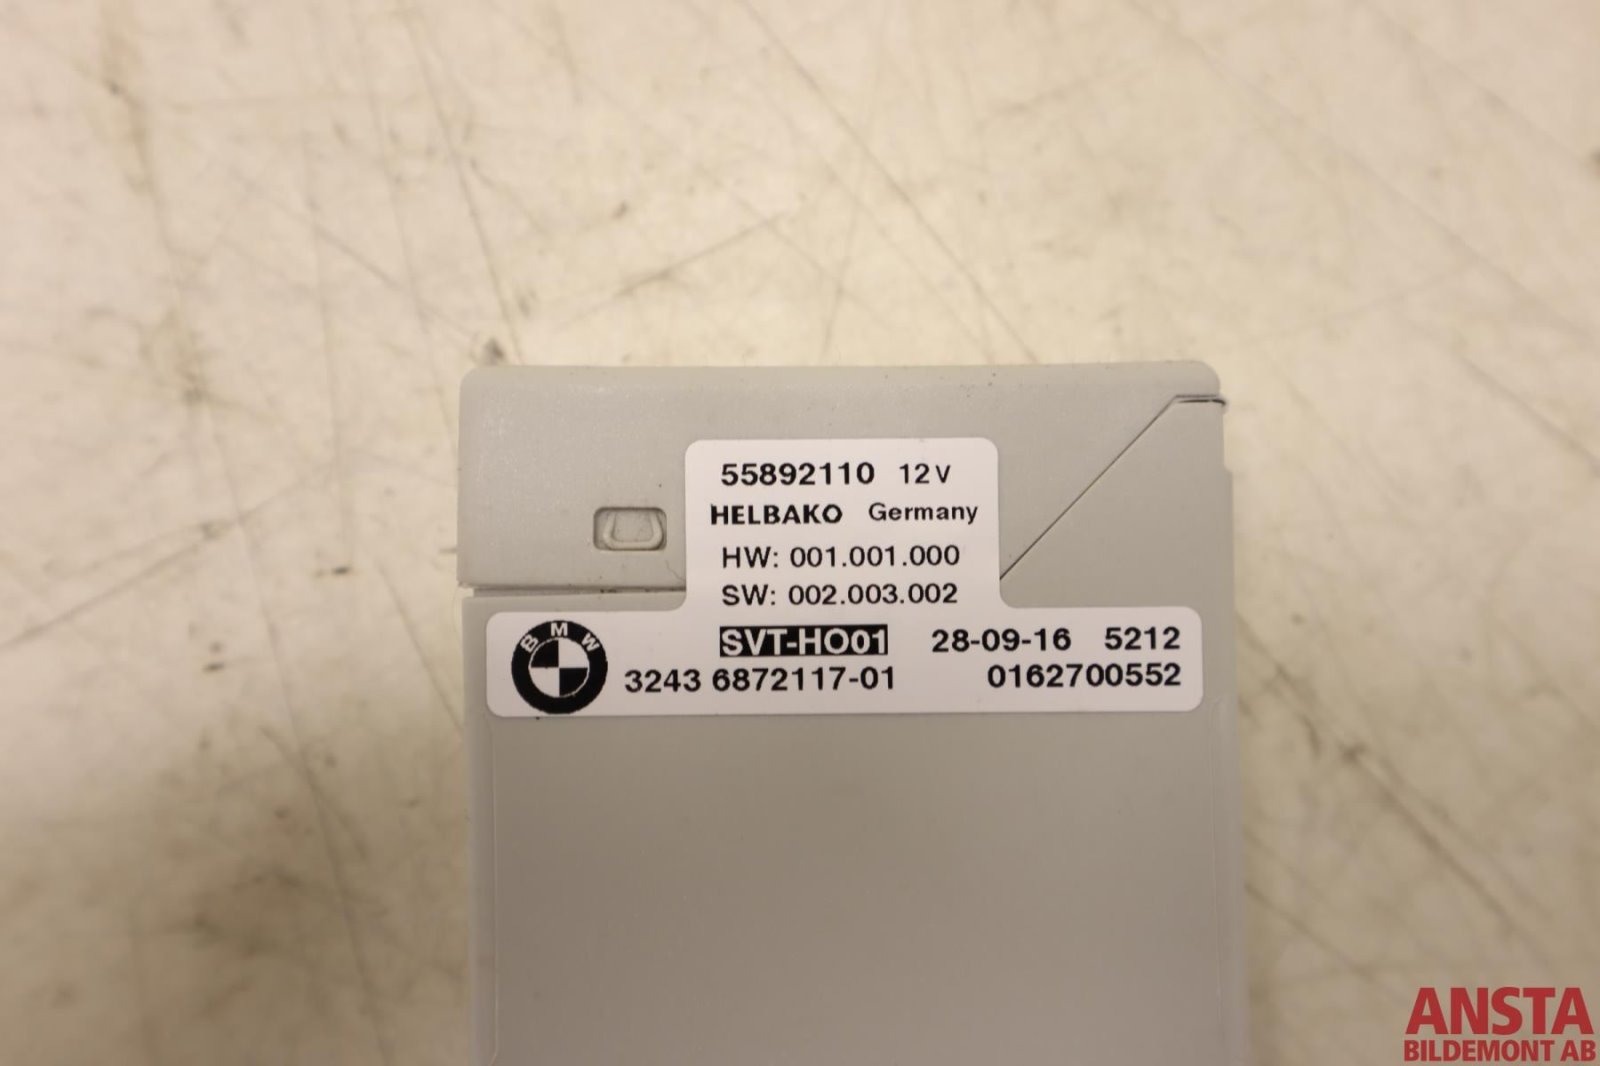 55892110 12V
HELBAKO Germany
HW: 001.001.000
SW: 002.003.002
BMW
SVT-HO01 28-09-16 5212
3243 6872117-01 0162700552
ANSTA
BILDEMONT AB